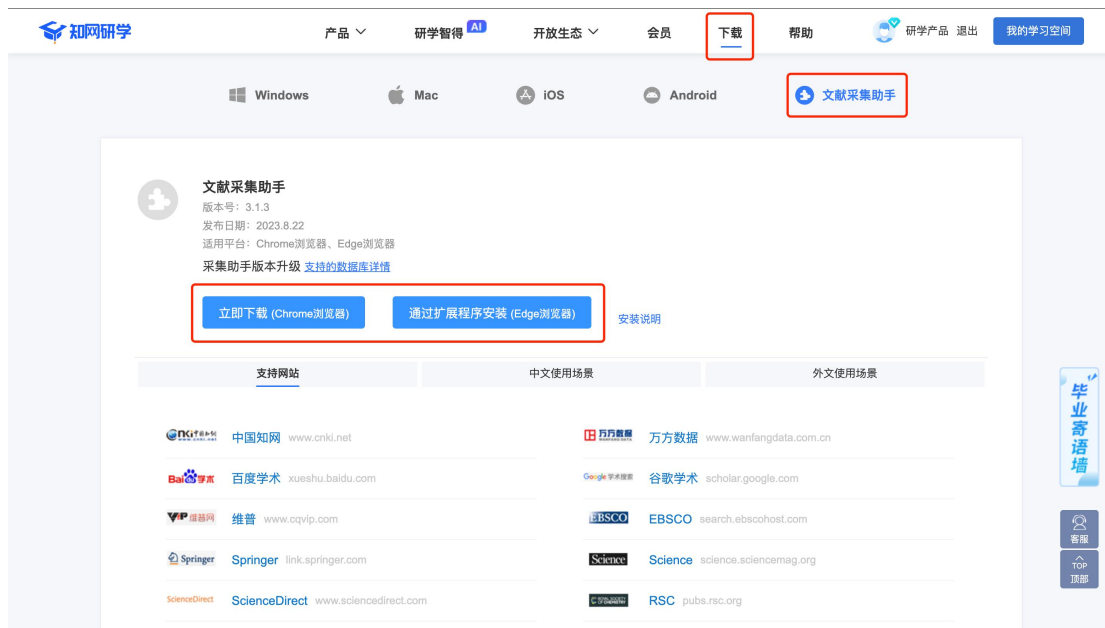 知网研学 产品 研学智得 AI 开放生态 会员 下载 帮助 研学产品 退出 我的学习空间
Windows Mac iOS Android 文献采集助手
文献采集助手
版本号：3.1.3
发布日期：2023.8.22
适用平台：Chrome浏览器、Edge浏览器
采集助手版本升级 支持的数据库详情
立即下载 (Chrome浏览器) 通过扩展程序安装 (Edge浏览器) 安装说明
支持网站 中文使用场景 外文使用场景
中国知网 www.cnki.net 万方数据 万方数据 www.wanfangdata.com.cn
Bai学术 百度学术 xueshu.baidu.com Google 学术搜索 谷歌学术 scholar.google.com
VIP 维普网 维普 www.cqvip.com EBSCO EBSCO search.ebscohost.com
Springer Springer link.springer.com Science Science science.sciencemag.org
ScienceDirect ScienceDirect www.sciencedirect.com RSC pubs.rsc.org
毕业寄语墙
客服
TOP
顶部